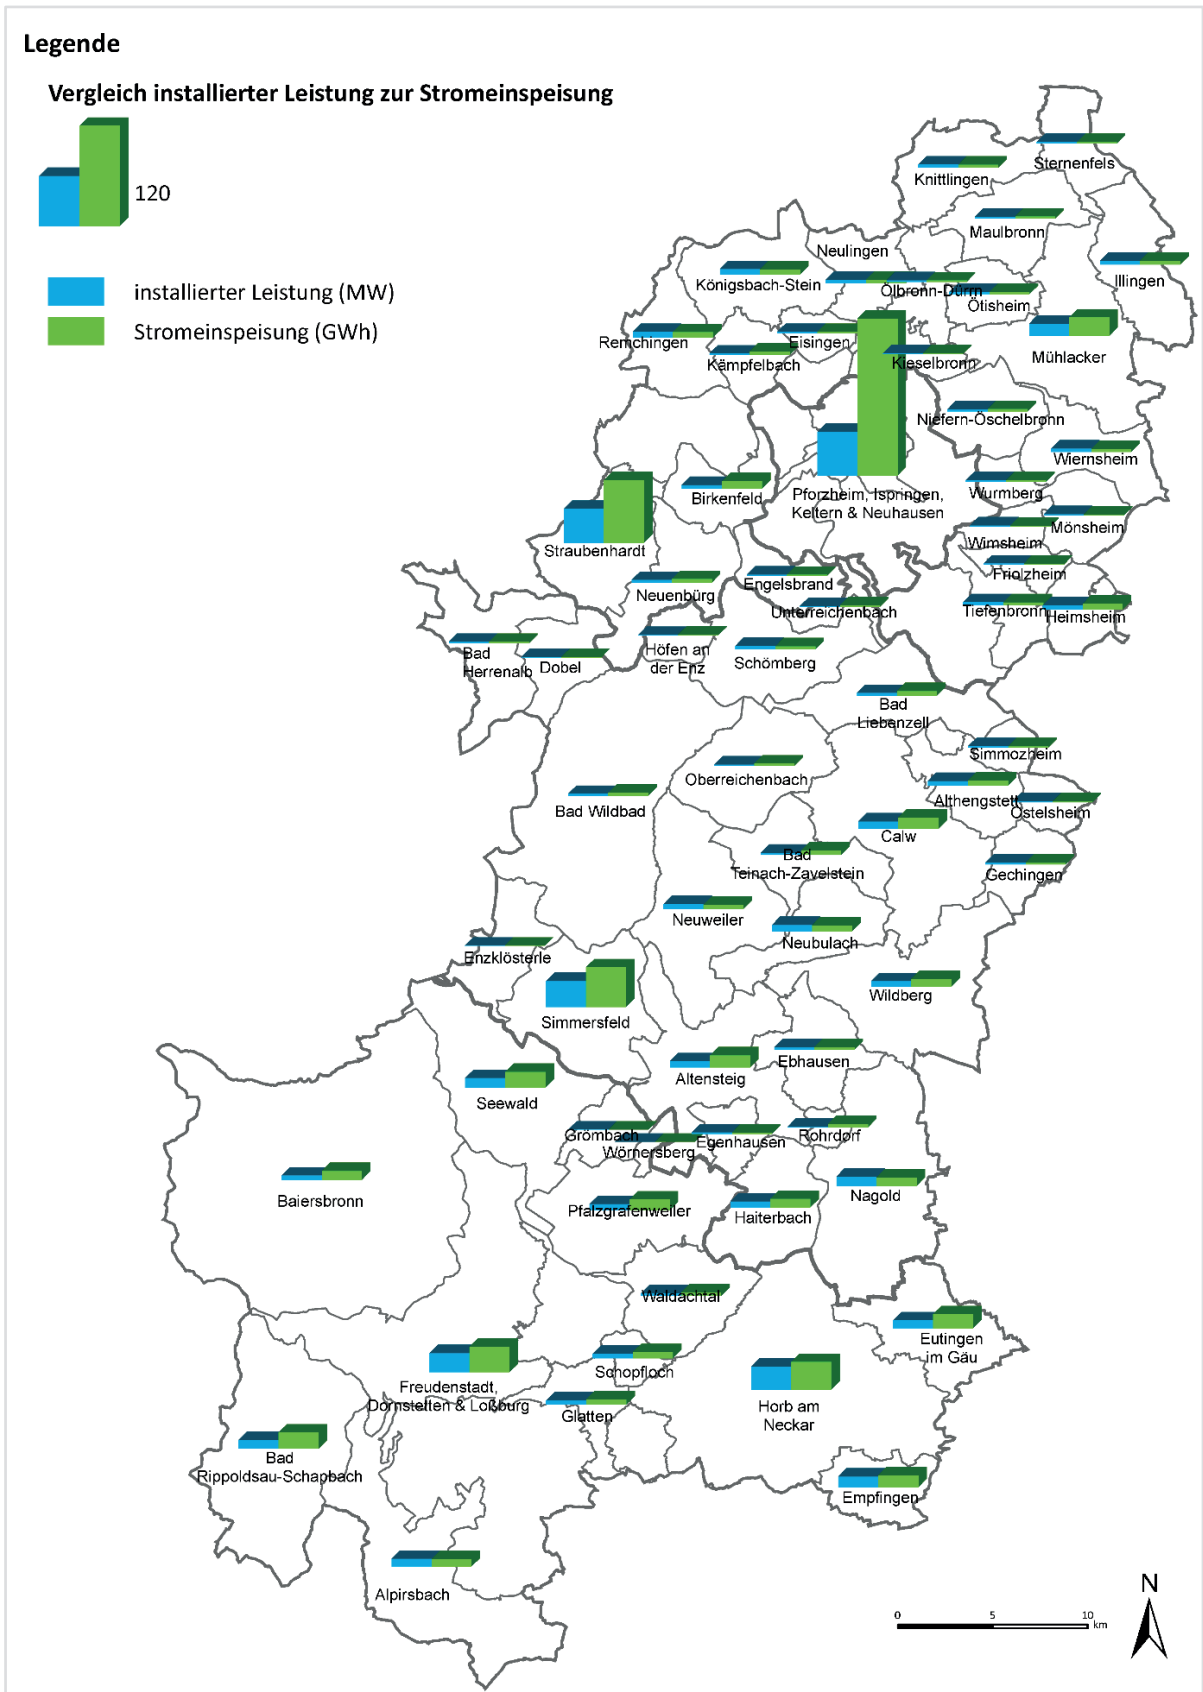 Legende
Vergleich installierter Leistung zur Stromeinspeisung
120
installierter Leistung (MW)
Stromeinspeisung (GWh)
Sternenfels
Knittlingen
Maulbronn
Neulingen
Illingen
Königsbach-Stein
Ölbronn-Dürrn
Ötisheim
Remchingen
Eisingen
Kämpfelbach
Kieselbronn
Mühlacker
Niefern-Öschelbronn
Wiernsheim
Birkenfeld
Pforzheim, Ispringen,
Keltern & Neuhausen
Wurmberg
Mönsheim
Wimsheim
Straubenhardt
Friolzheim
Engelsbrand
Neuenbürg
Unterreichenbach
Tiefenbronn
Heimsheim
Höfen an
der Enz
Schömberg
Bad
Herrenalb
Dobel
Bad
Liebenzell
Simmozheim
Oberreichenbach
Althengstett
Ostelsheim
Bad Wildbad
Calw
Bad
Teinach-Zavelstein
Gechingen
Neuweiler
Neubulach
Enzklösterle
Wildberg
Simmersfeld
Ebhausen
Altensteig
Seewald
Grömbach
Wörnersberg
Egenhausen
Rohrdorf
Baiersbronn
Nagold
Pfalzgrafenweiler
Haiterbach
Waldachtal
Eutingen
im Gäu
Schopfloch
Freudenstadt,
Dornstetten & Loßburg
Glatten
Horb am
Neckar
Bad
Rippoldsau-Schapbach
Empfingen
Alpirsbach
N
0 5 10
km